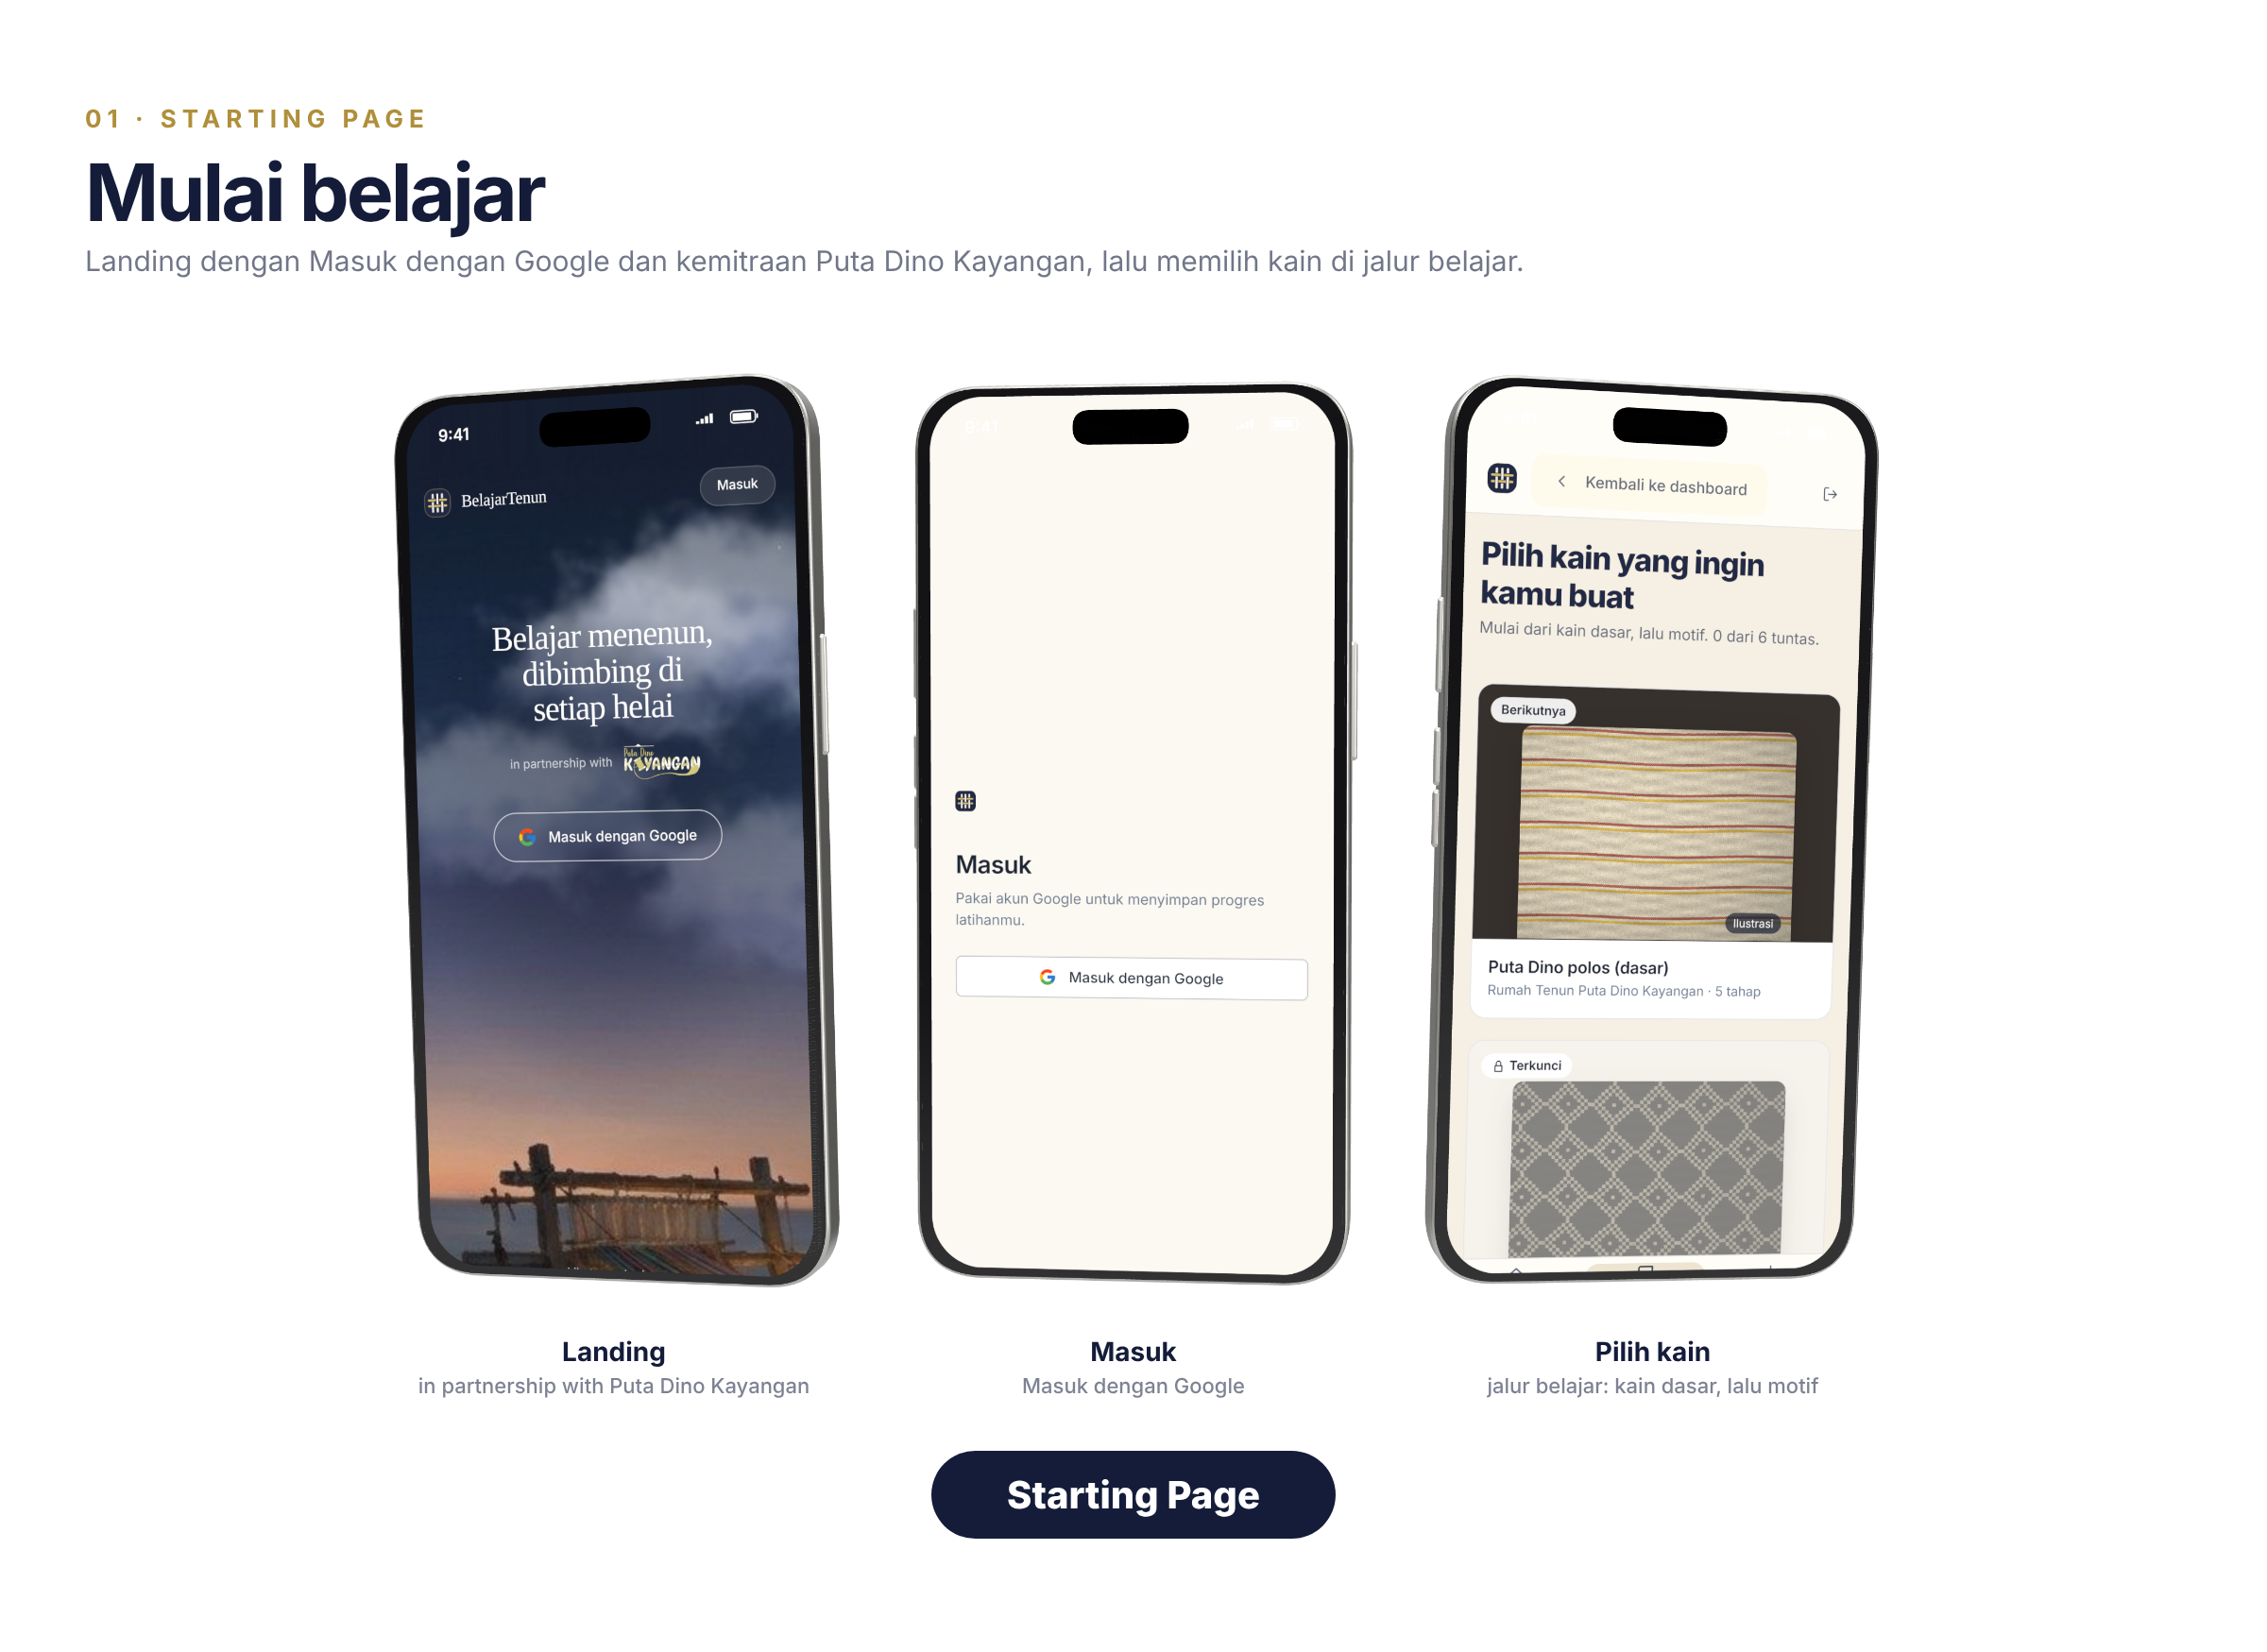 01 · STARTING PAGE
Mulai belajar
Landing dengan Masuk dengan Google dan kemitraan Puta Dino Kayangan, lalu memilih kain di jalur belajar.
9:41
BelajarTenun
Masuk
Belajar menenun,
dibimbing di
setiap helai
in partnership with
Puta Dino
KAYANGAN
Masuk dengan Google
9:41
Masuk
Pakai akun Google untuk menyimpan progres
latihanmu.
Masuk dengan Google
Kembali ke dashboard
Pilih kain yang ingin
kamu buat
Mulai dari kain dasar, lalu motif. 0 dari 6 tuntas.
Berikutnya
Ilustrasi
Puta Dino polos (dasar)
Rumah Tenun Puta Dino Kayangan · 5 tahap
Terkunci
Landing
in partnership with Puta Dino Kayangan
Masuk
Masuk dengan Google
Pilih kain
jalur belajar: kain dasar, lalu motif
Starting Page